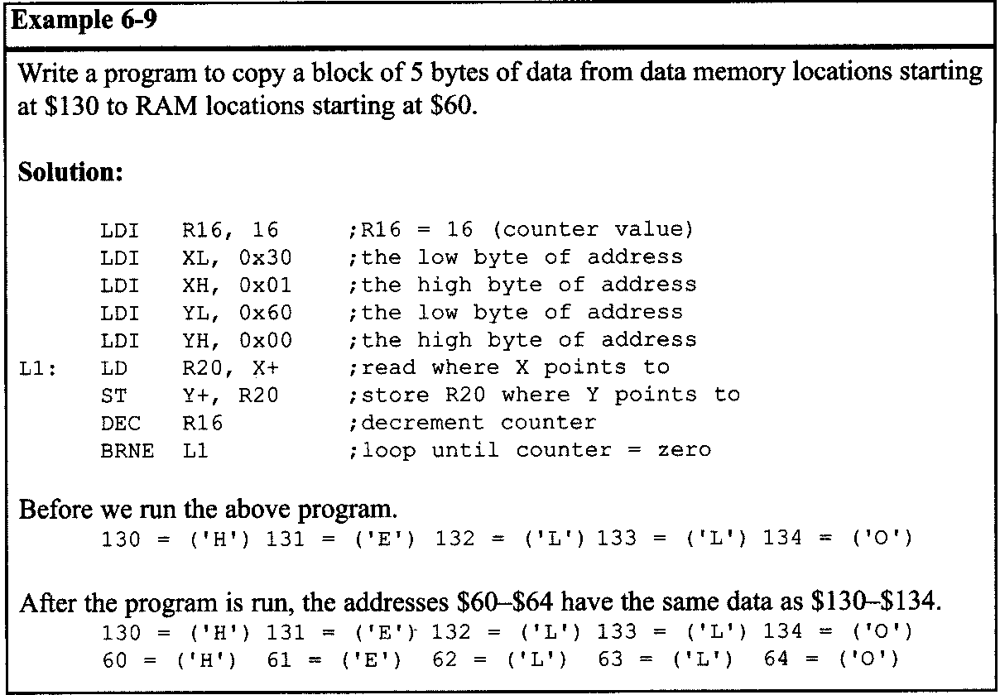 Example 6-9
Write a program to copy a block of 5 bytes of data from data memory locations starting
at $130 to RAM locations starting at $60.
Solution:
LDI R16, 16 ;R16 = 16 (counter value)
LDI XL, 0x30 ;the low byte of address
LDI XH, 0x01 ;the high byte of address
LDI YL, 0x60 ;the low byte of address
LDI YH, 0x00 ;the high byte of address
L1: LD R20, X+ ;read where X points to
ST Y+, R20 ;store R20 where Y points to
DEC R16 ;decrement counter
BRNE L1 ;loop until counter = zero
Before we run the above program.
130 = ('H') 131 = ('E') 132 = ('L') 133 = ('L') 134 = ('O')
After the program is run, the addresses $60–$64 have the same data as $130–$134.
130 = ('H') 131 = ('E') 132 = ('L') 133 = ('L') 134 = ('O')
60 = ('H') 61 = ('E') 62 = ('L') 63 = ('L') 64 = ('O')